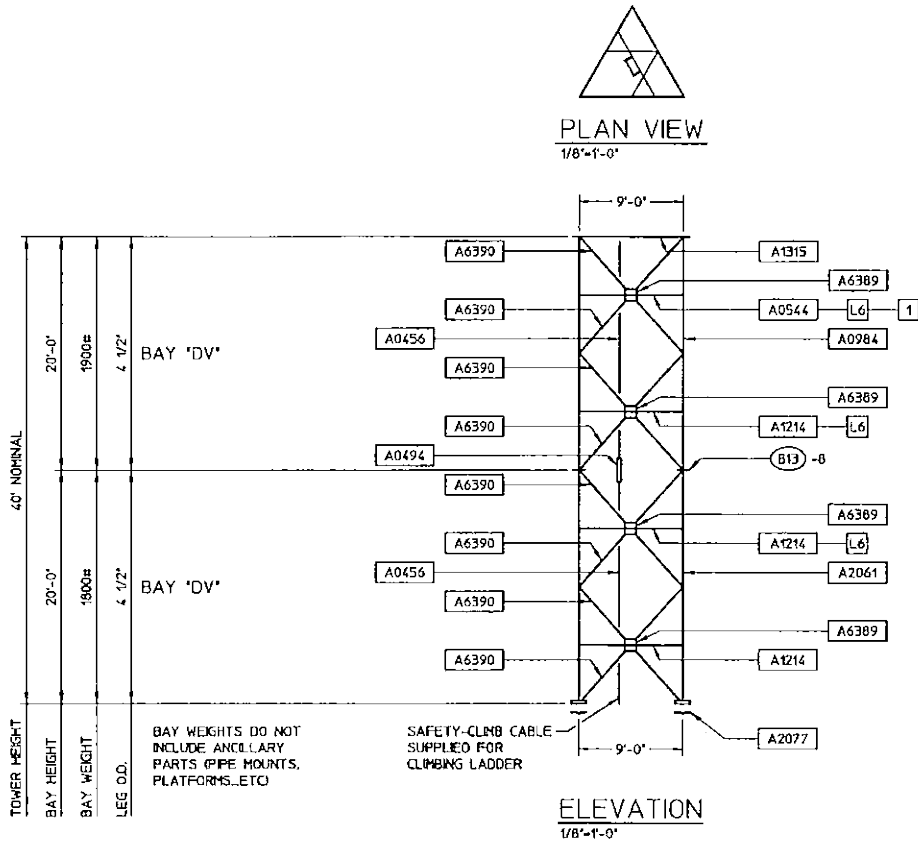 PLAN VIEW
1/8"=1'-0"
9'-0"
A6390
A1315
A6389
A6390
A0544
L6
1
A0456
A0984
A6390
A6389
A6390
A1214
L6
A0494
B13 -8
A6390
A6389
A6390
A1214
L6
A0456
A2061
A6390
A6389
A6390
A1214
A2077
9'-0"
40' NOMINAL
20'-0"
1900#
4 1/2"
BAY "DV"
20'-0"
1800#
4 1/2"
BAY "DV"
TOWER HEIGHT
BAY HEIGHT
BAY WEIGHT
LEG O.D.
BAY WEIGHTS DO NOT
INCLUDE ANCILLARY
PARTS (PIPE MOUNTS,
PLATFORMS,.ETC)
SAFETY-CLIMB CABLE
SUPPLIED FOR
CLIMBING LADDER
ELEVATION
1/8"=1'-0"